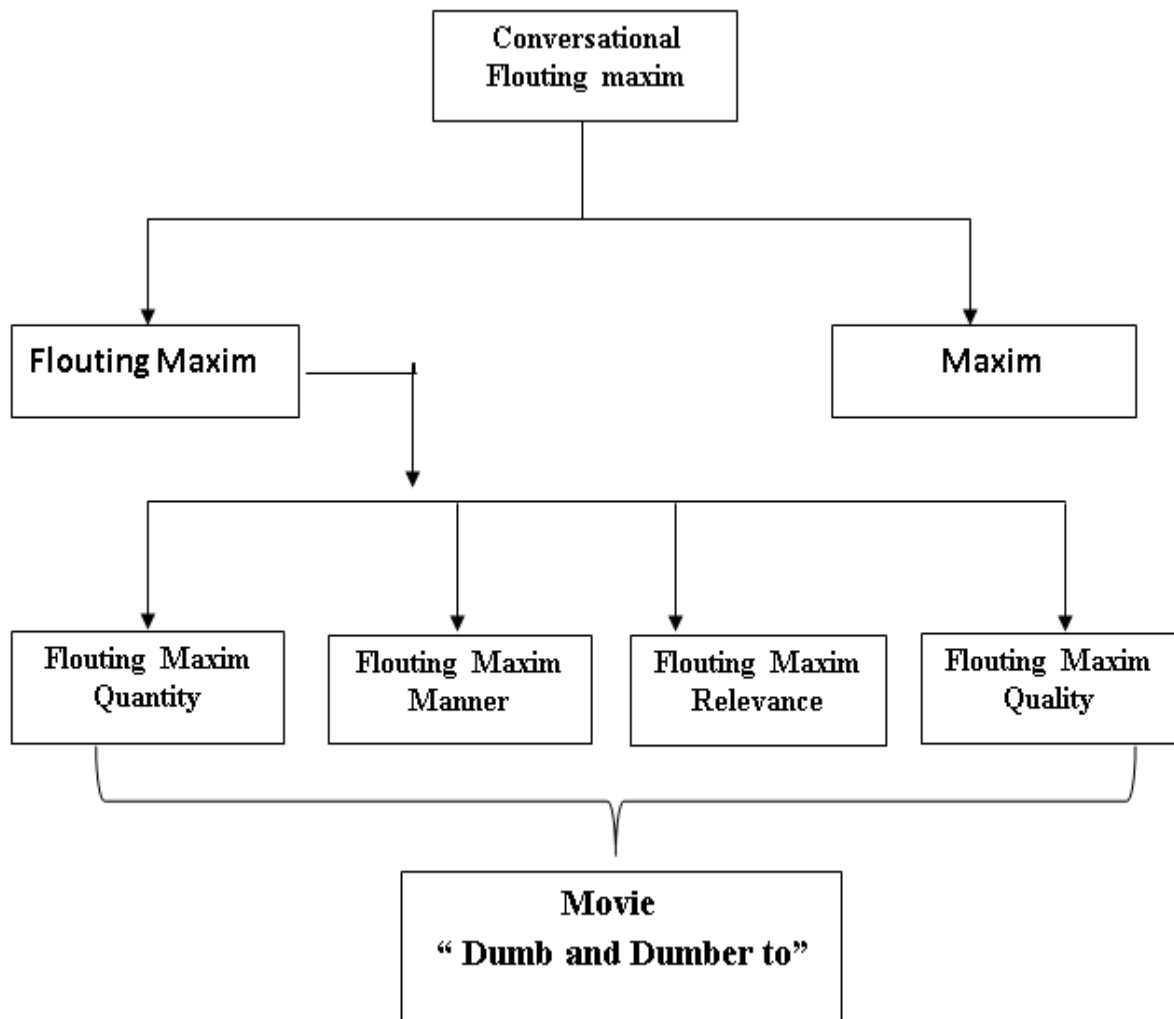 Conversational
Flouting maxim
Flouting Maxim
Maxim
Flouting Maxim
Quantity
Flouting Maxim
Manner
Flouting Maxim
Relevance
Flouting Maxim
Quality
Movie
“ Dumb and Dumber to”